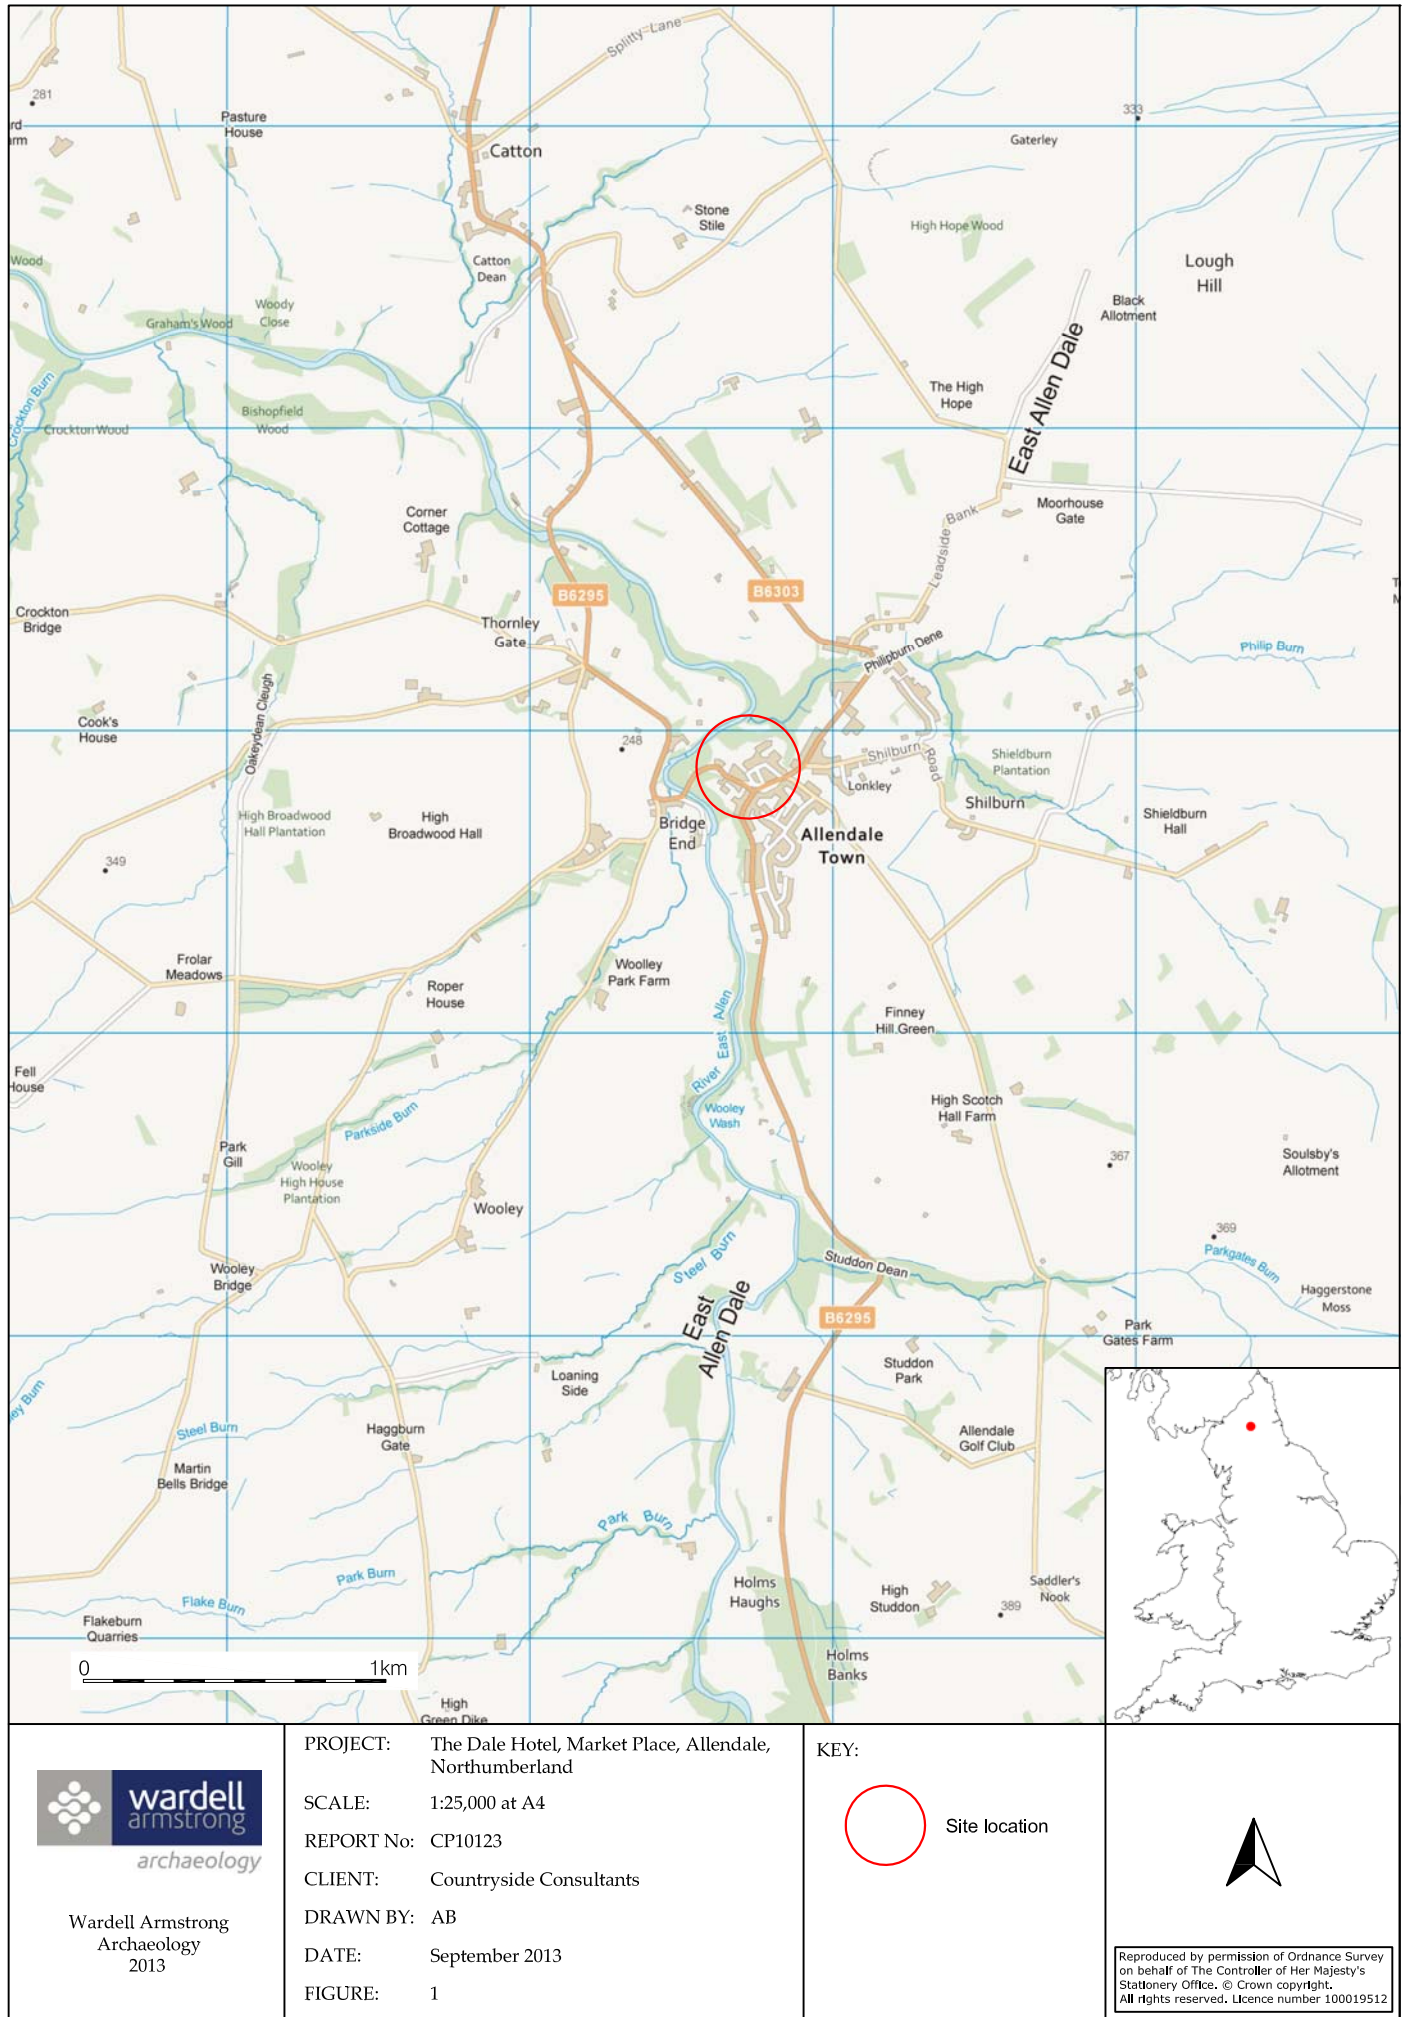 Splitty Lane
281
Pasture
House
333
Catton
Gaterley
Stone
Stile
High Hope Wood
Catton
Dean
Wood
Lough
Hill
Woody
Close
Black
Allotment
Graham's Wood
East Allen Dale
The High
Hope
Crockton Burn
Bishopfield
Wood
Crockton Wood
Corner
Cottage
Moorhouse
Gate
Leadside Bank
B6295
B6303
Crockton
Bridge
Thornley
Gate
Philipburn Dene
Philip Burn
Oakeydean Cleugh
Cook's
House
248
Shilburn Road
Shieldburn
Plantation
Lonkley
Shilburn
High Broadwood
Hall Plantation
High
Broadwood Hall
Bridge
End
Allendale
Town
Shieldburn
Hall
349
Frolar
Meadows
Roper
House
Woolley
Park Farm
River East Allen
Finney
Hill Green
Fell
House
Wooley
Wash
High Scotch
Hall Farm
Parkside Burn
Park
Gill
367
Soulsby's
Allotment
Wooley
High House
Plantation
Wooley
369
Steel Burn
Studdon Dean
Parkgates Burn
Wooley
Bridge
Haggerstone
Moss
East
Allen Dale
B6295
Park
Gates Farm
Studdon
Park
Loaning
Side
Steel Burn
Haggburn
Gate
Allendale
Golf Club
Martin
Bells Bridge
Park Burn
Park Burn
Holms
Haughs
High
Studdon
Saddler's
Nook
389
Flake Burn
Flakeburn
Quarries
Holms
Banks
0 1km
High
Green Dike
wardell
armstrong
archaeology
Wardell Armstrong
Archaeology
2013
PROJECT: The Dale Hotel, Market Place, Allendale,
Northumberland
SCALE: 1:25,000 at A4
REPORT No: CP10123
CLIENT: Countryside Consultants
DRAWN BY: AB
DATE: September 2013
FIGURE: 1
KEY:
Site location
Reproduced by permission of Ordnance Survey
on behalf of The Controller of Her Majesty's
Stationery Office. © Crown copyright.
All rights reserved. Licence number 100019512